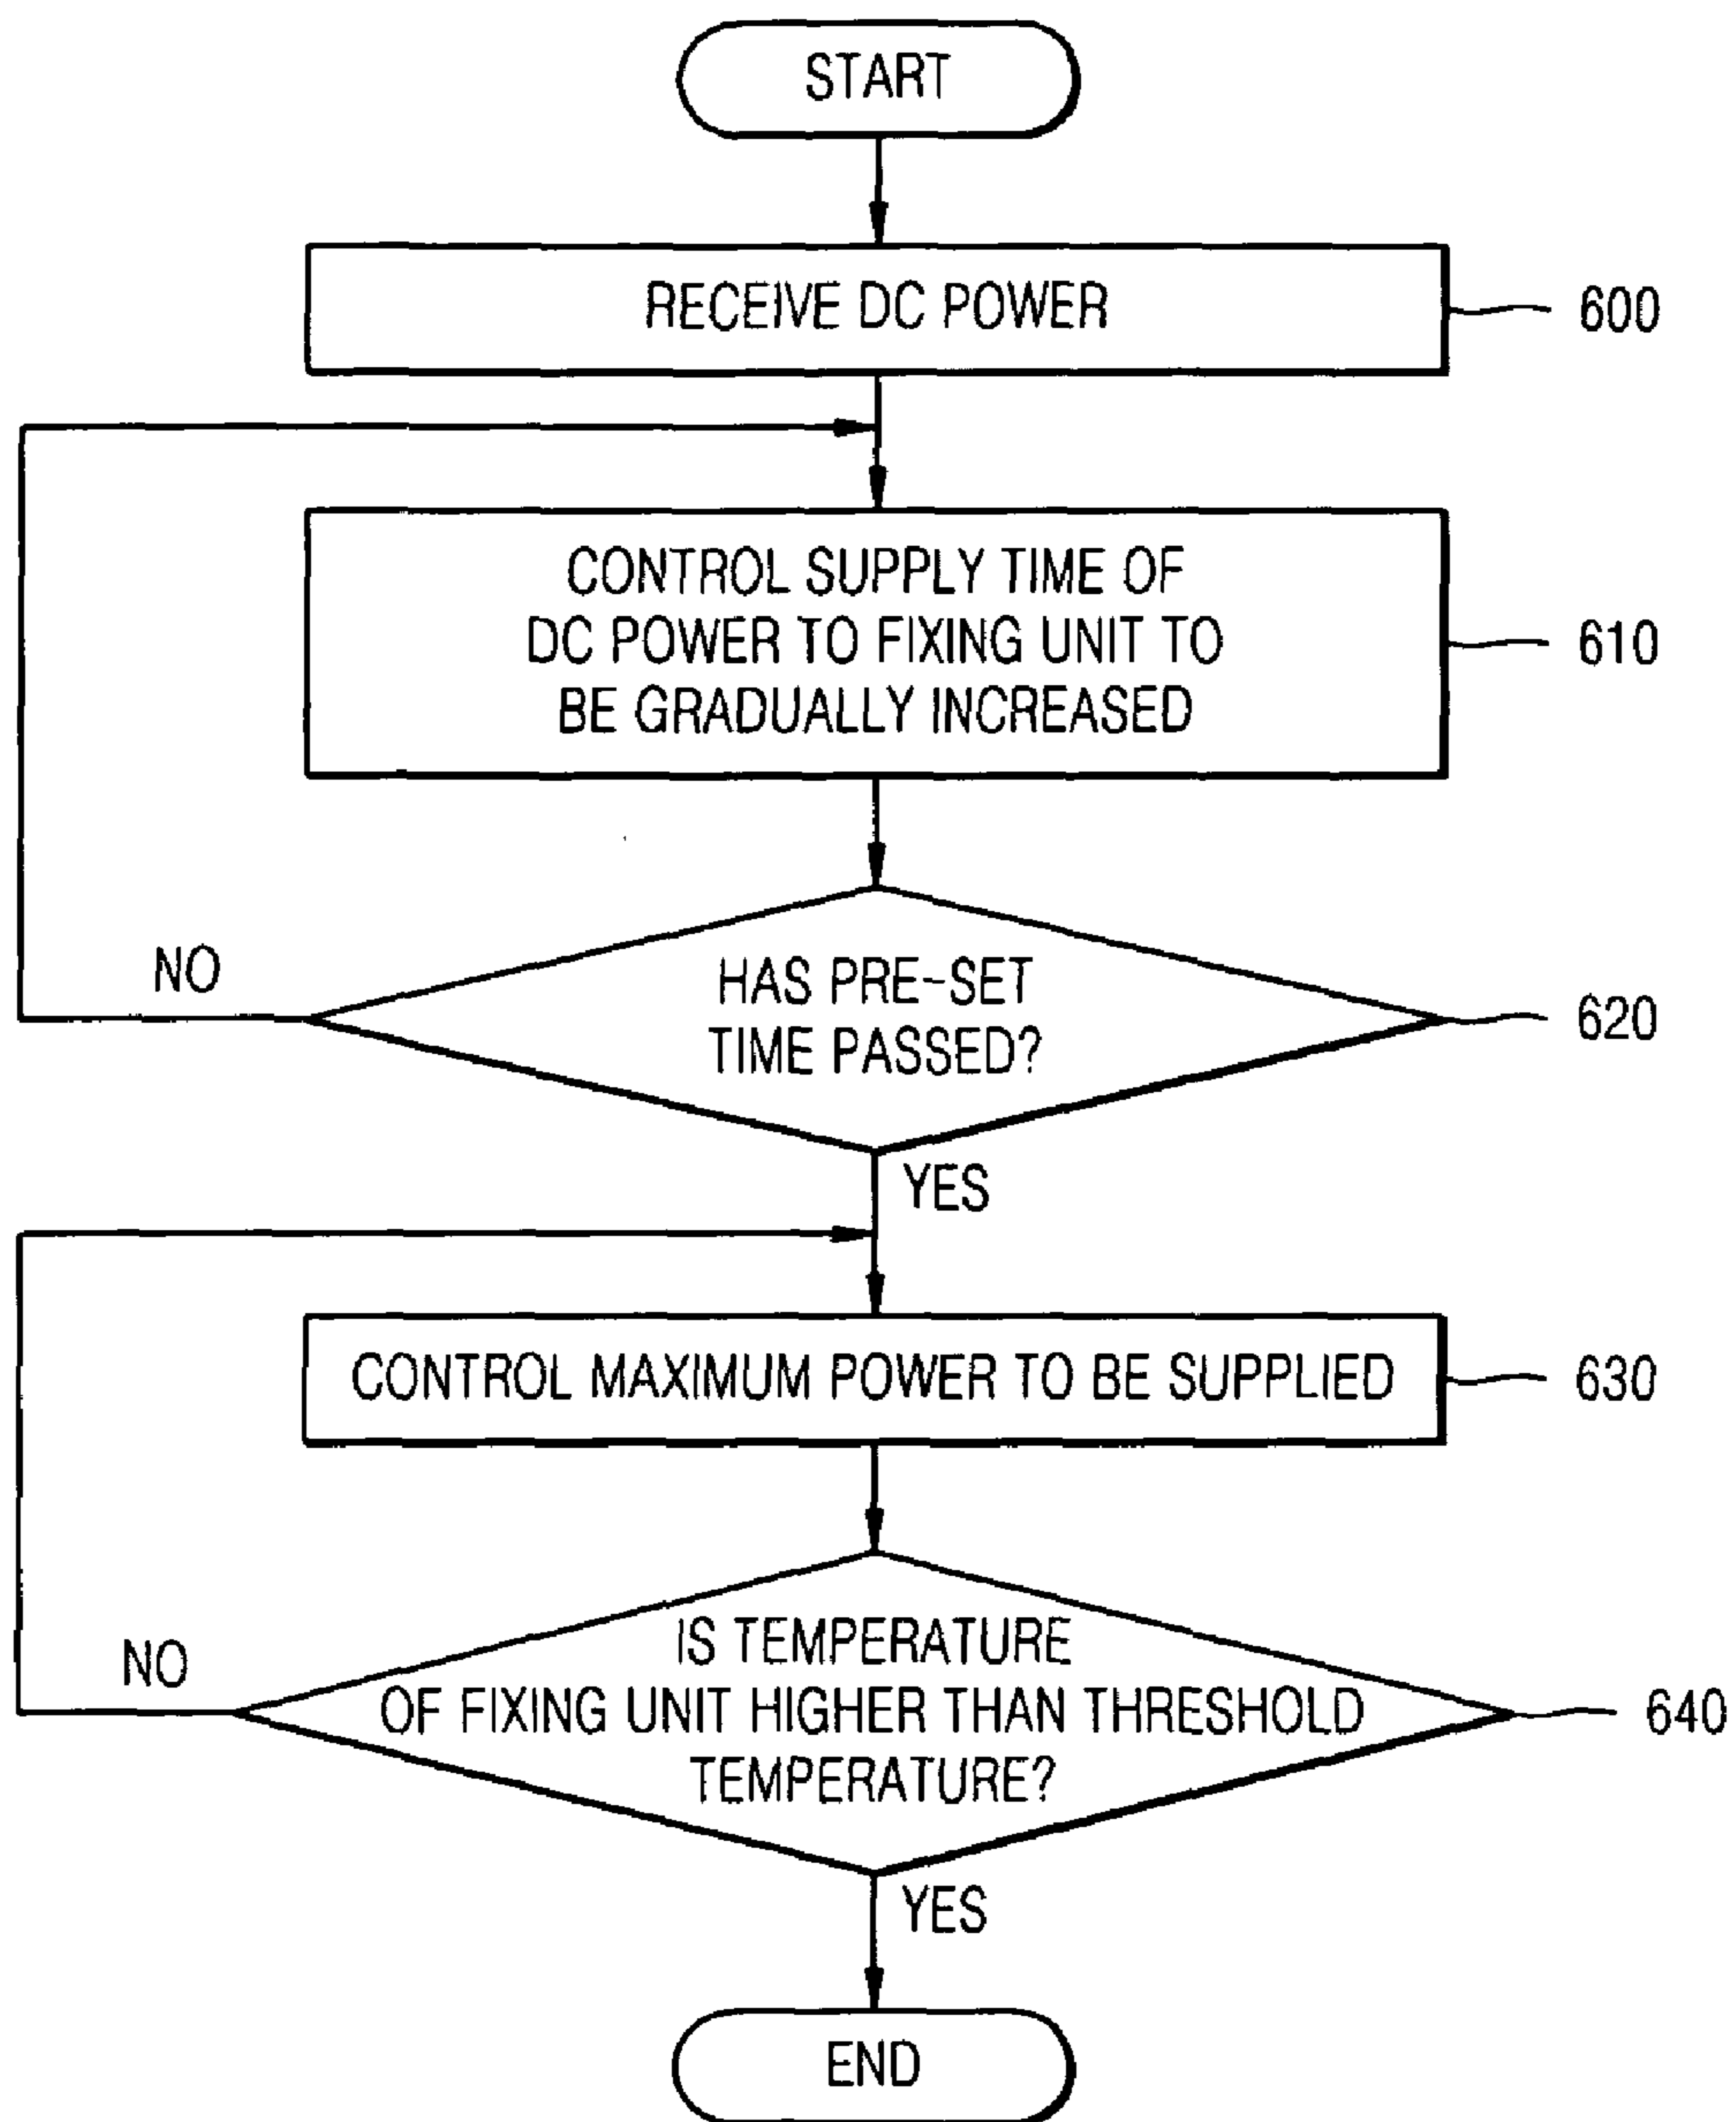 START
RECEIVE DC POWER
600
CONTROL SUPPLY TIME OF
DC POWER TO FIXING UNIT TO
BE GRADUALLY INCREASED
610
NO
HAS PRE-SET
TIME PASSED?
620
YES
CONTROL MAXIMUM POWER TO BE SUPPLIED
630
NO
IS TEMPERATURE
OF FIXING UNIT HIGHER THAN THRESHOLD
TEMPERATURE?
640
YES
END